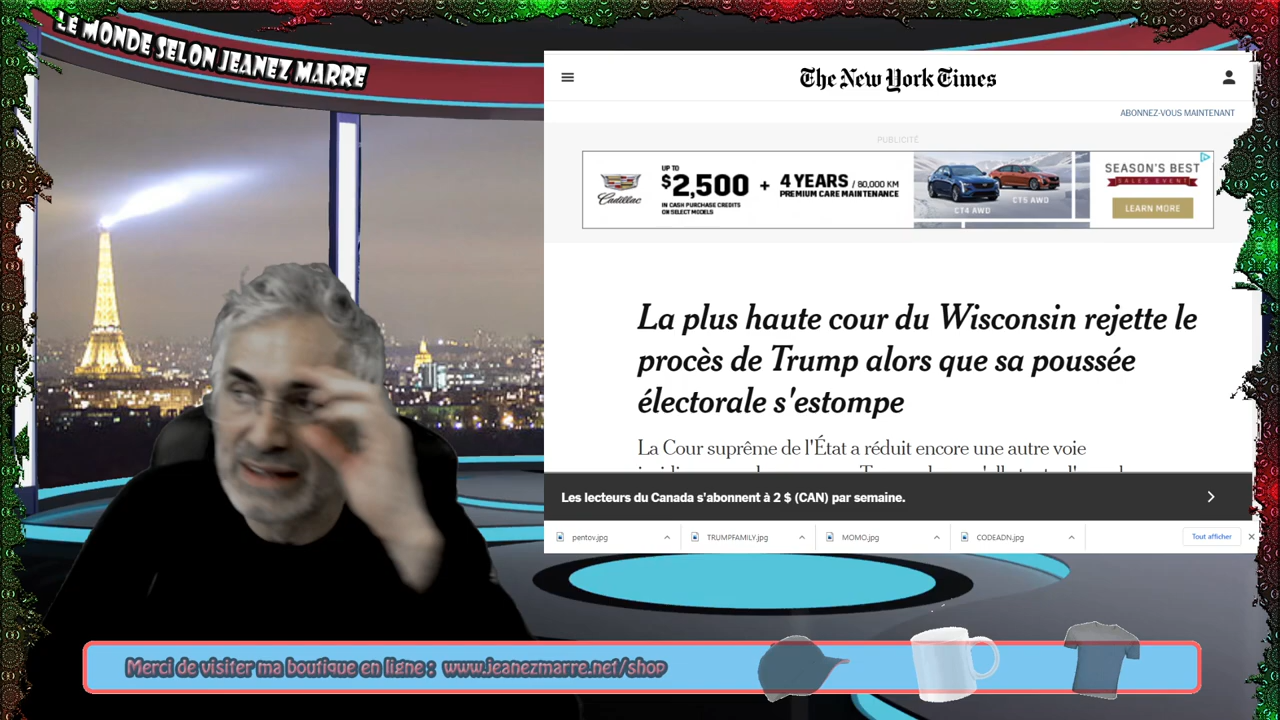 LE MONDE SELON JEANEZ MARRE
The New York Times
ABONNEZ-VOUS MAINTENANT
PUBLICITÉ
Cadillac
UP TO
$2,500
IN CASH PURCHASE CREDITS
ON SELECT MODELS
+
4 YEARS / 80,000 KM
PREMIUM CARE MAINTENANCE
CT4 AWD
CT5 AWD
SEASON'S BEST
SALES EVENT
LEARN MORE
La plus haute cour du Wisconsin rejette le
procès de Trump alors que sa poussée
électorale s'estompe
La Cour suprême de l'État a réduit encore une autre voie
Les lecteurs du Canada s'abonnent à 2 $ (CAN) par semaine.
pentov.jpg
TRUMPFAMILY.jpg
MOMO.jpg
CODEADN.jpg
Tout afficher
Merci de visiter ma boutique en ligne : www.jeanezmarre.net/shop